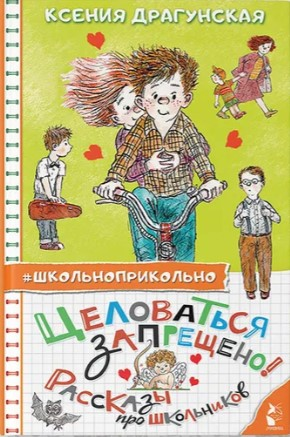 КСЕНИЯ ДРАГУНСКАЯ
#ШКОЛЬНОПРИКОЛЬНО
ЦЕЛОВАТЬСЯ
ЗАПРЕЩЕНО!
РАССКАЗЫ
про ШКОЛЬНИКОВ